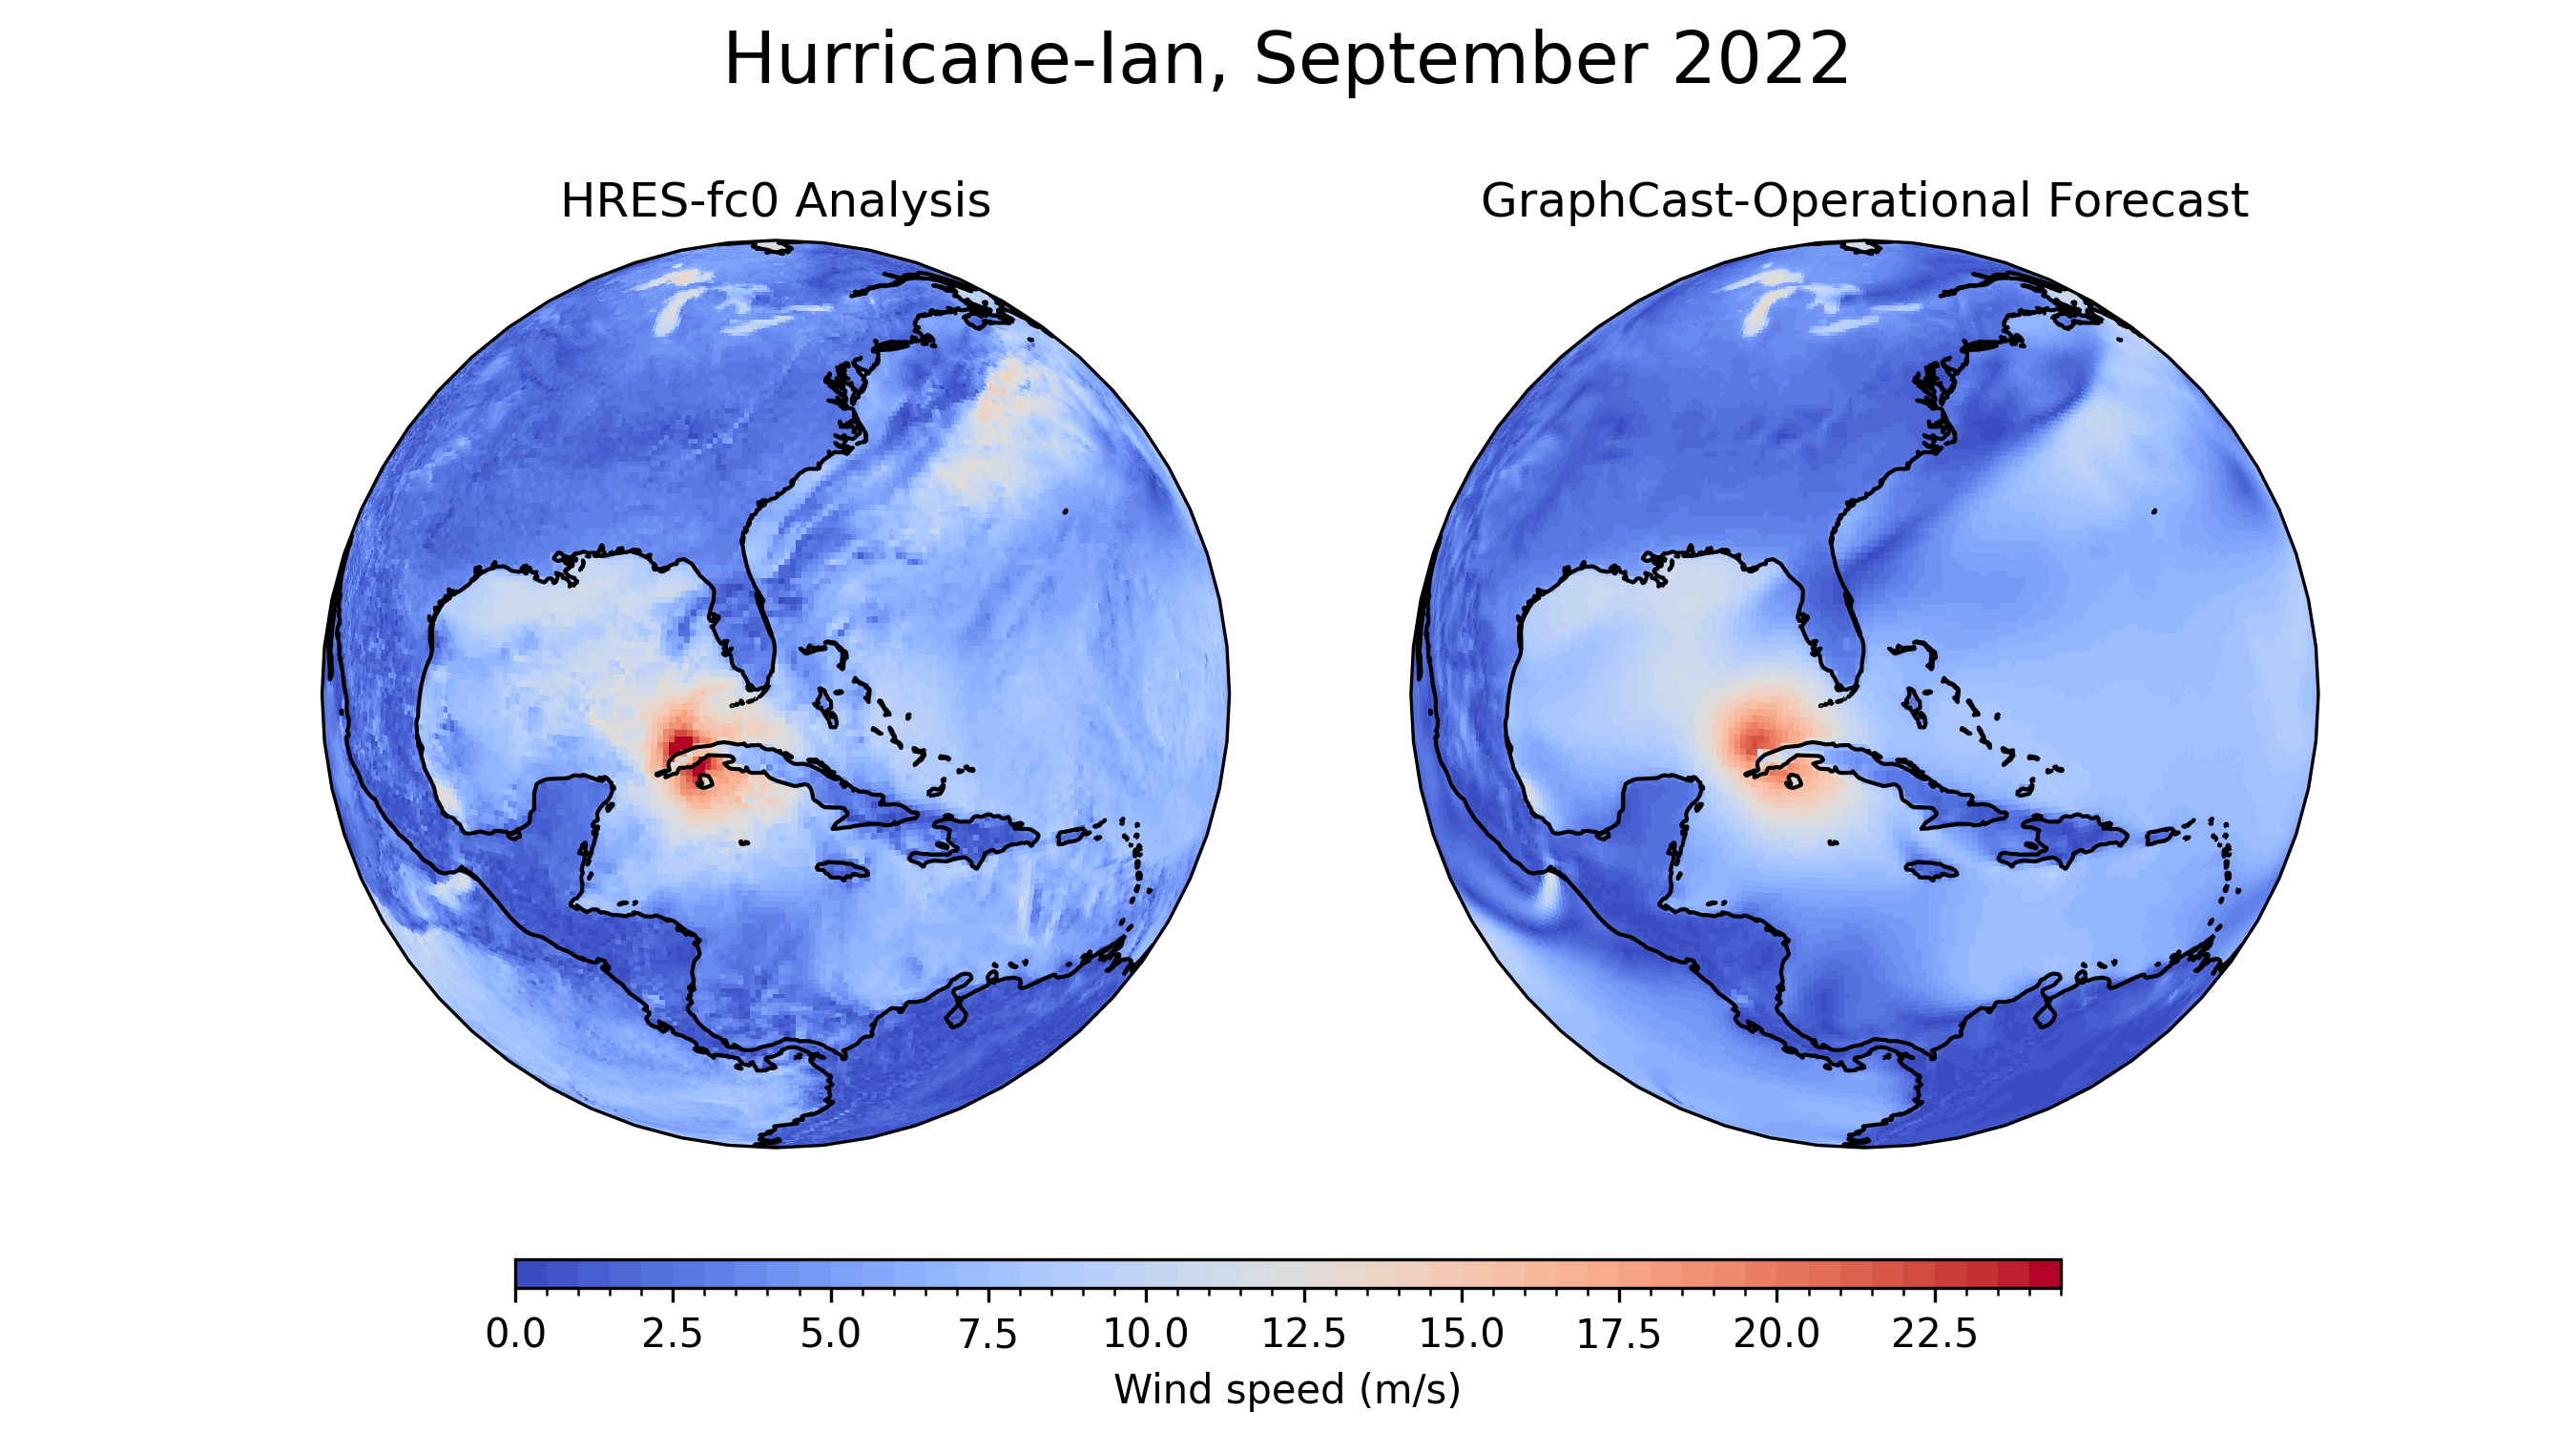 Hurricane-Ian, September 2022
HRES-fc0 Analysis
GraphCast-Operational Forecast
0.0 2.5 5.0 7.5 10.0 12.5 15.0 17.5 20.0 22.5
Wind speed (m/s)